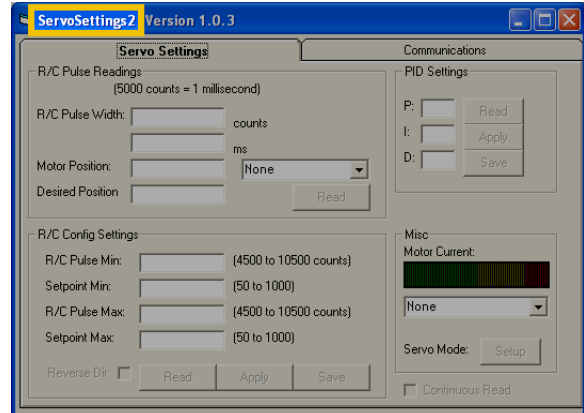 ServoSettings2 Version 1.0.3
Servo Settings
Communications
R/C Pulse Readings
(5000 counts = 1 millisecond)
R/C Pulse Width:
counts
ms
Motor Position:
None
Desired Position
Read
PID Settings
P:
Read
I:
Apply
D:
Save
R/C Config Settings
R/C Pulse Min:
(4500 to 10500 counts)
Setpoint Min:
(50 to 1000)
R/C Pulse Max:
(4500 to 10500 counts)
Setpoint Max:
(50 to 1000)
Reverse Dir.
Read
Apply
Save
Misc
Motor Current:
None
Servo Mode:
Setup
Continuous Read